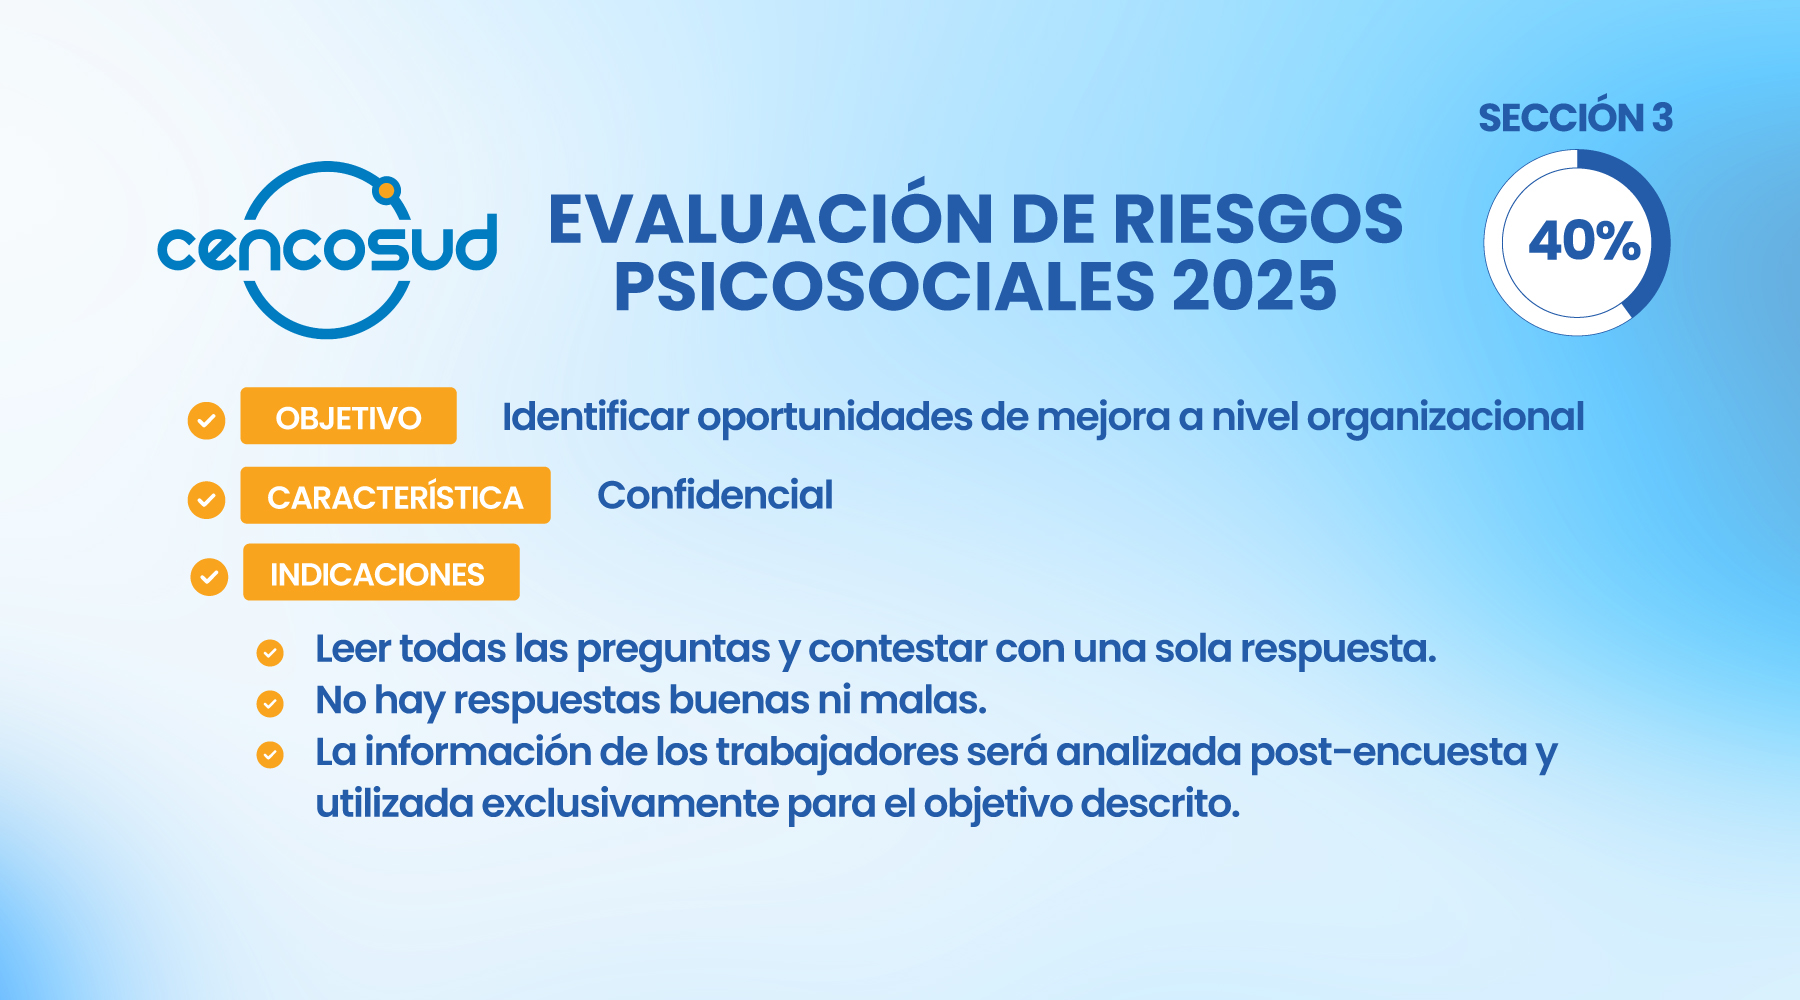 SECCIÓN 3
cencosud
EVALUACIÓN DE RIESGOS
PSICOSOCIALES 2025
40%
OBJETIVO Identificar oportunidades de mejora a nivel organizacional
CARACTERÍSTICA Confidencial
INDICACIONES
Leer todas las preguntas y contestar con una sola respuesta.
No hay respuestas buenas ni malas.
La información de los trabajadores será analizada post-encuesta y
utilizada exclusivamente para el objetivo descrito.